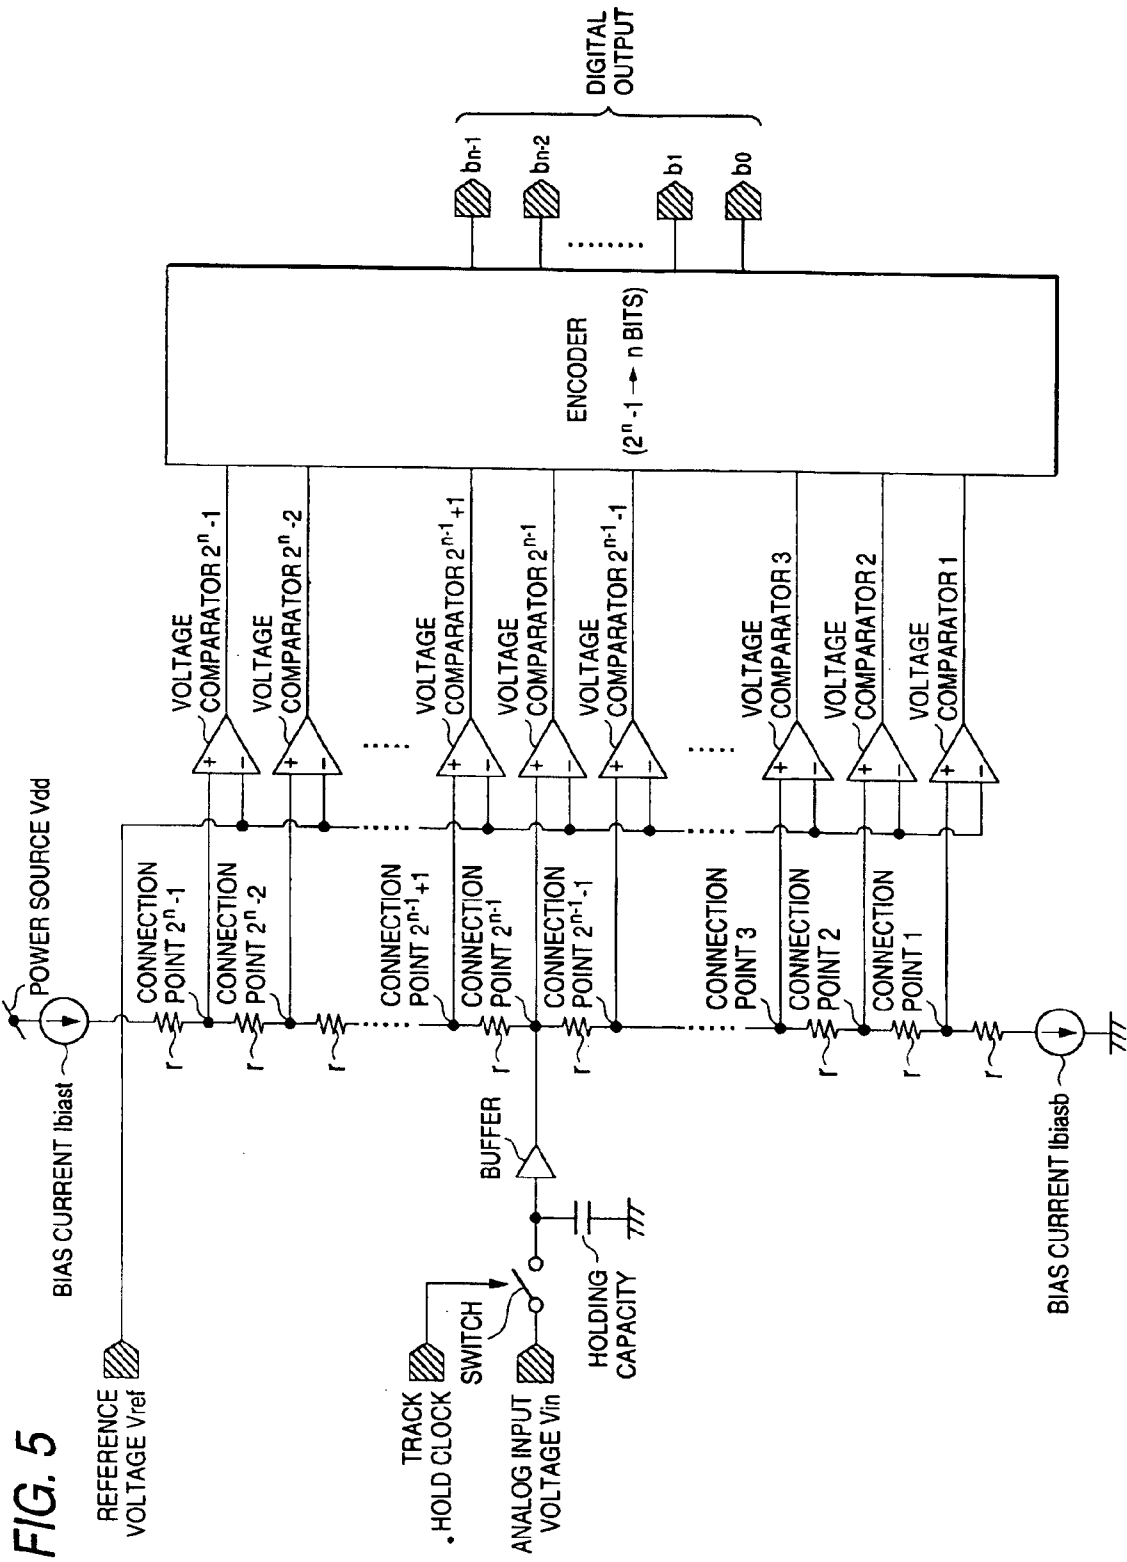 FIG. 5
POWER SOURCE Vdd
BIAS CURRENT Ibiast
REFERENCE
VOLTAGE Vref
TRACK
.HOLD CLOCK
SWITCH
ANALOG INPUT
VOLTAGE Vin
HOLDING
CAPACITY
BUFFER
r
r
r
r
r
r
r
r
BIAS CURRENT Ibiasb
CONNECTION
POINT 2ⁿ-1
CONNECTION
POINT 2ⁿ-2
CONNECTION
POINT 2ⁿ⁻¹+1
CONNECTION
POINT 2ⁿ⁻¹
CONNECTION
POINT 2ⁿ⁻¹-1
CONNECTION
POINT 3
CONNECTION
POINT 2
CONNECTION
POINT 1
VOLTAGE
COMPARATOR 2ⁿ-1
+
-
VOLTAGE
COMPARATOR 2ⁿ-2
+
-
VOLTAGE
COMPARATOR 2ⁿ⁻¹+1
+
-
VOLTAGE
COMPARATOR 2ⁿ⁻¹
+
-
VOLTAGE
COMPARATOR 2ⁿ⁻¹-1
+
-
VOLTAGE
COMPARATOR 3
+
-
VOLTAGE
COMPARATOR 2
+
-
VOLTAGE
COMPARATOR 1
+
-
ENCODER
(2ⁿ-1 → n BITS)
bn-1
bn-2
b1
b0
DIGITAL
OUTPUT